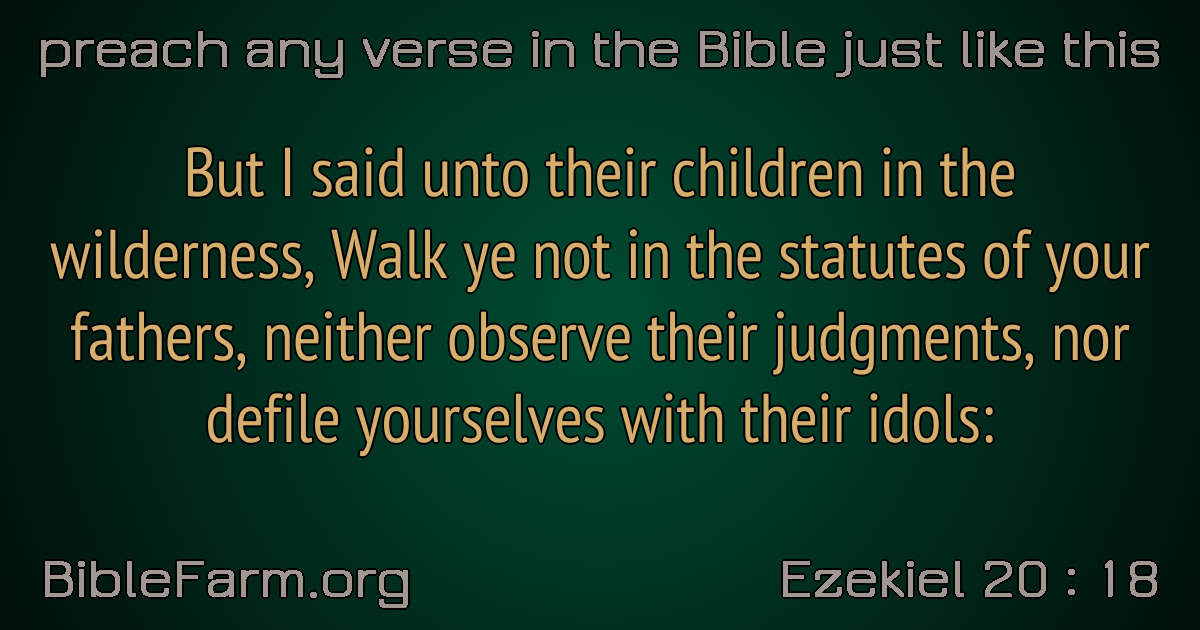 preach any verse in the Bible just like this
But I said unto their children in the
wilderness, Walk ye not in the statutes of your
fathers, neither observe their judgments, nor
defile yourselves with their idols:
BibleFarm.org
Ezekiel 20 : 18